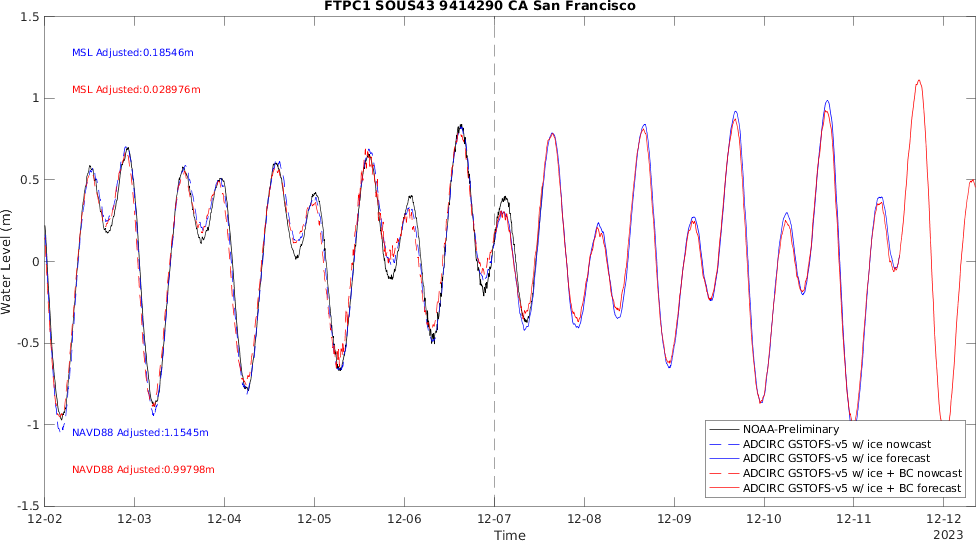 FTPC1 SOUS43 9414290 CA San Francisco
1.5
1
0.5
0
-0.5
-1
-1.5
Water Level (m)
MSL Adjusted:0.18546m
MSL Adjusted:0.028976m
NAVD88 Adjusted:1.1545m
NAVD88 Adjusted:0.99798m
NOAA-Preliminary
ADCIRC GSTOFS-v5 w/ ice nowcast
ADCIRC GSTOFS-v5 w/ ice forecast
ADCIRC GSTOFS-v5 w/ ice + BC nowcast
ADCIRC GSTOFS-v5 w/ ice + BC forecast
12-02 12-03 12-04 12-05 12-06 12-07 12-08 12-09 12-10 12-11 12-12
Time
2023